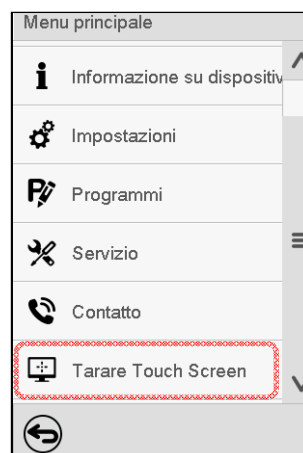 Menu principale
Informazione su dispositiv
Impostazioni
Programmi
Servizio
Contatto
Tarare Touch Screen